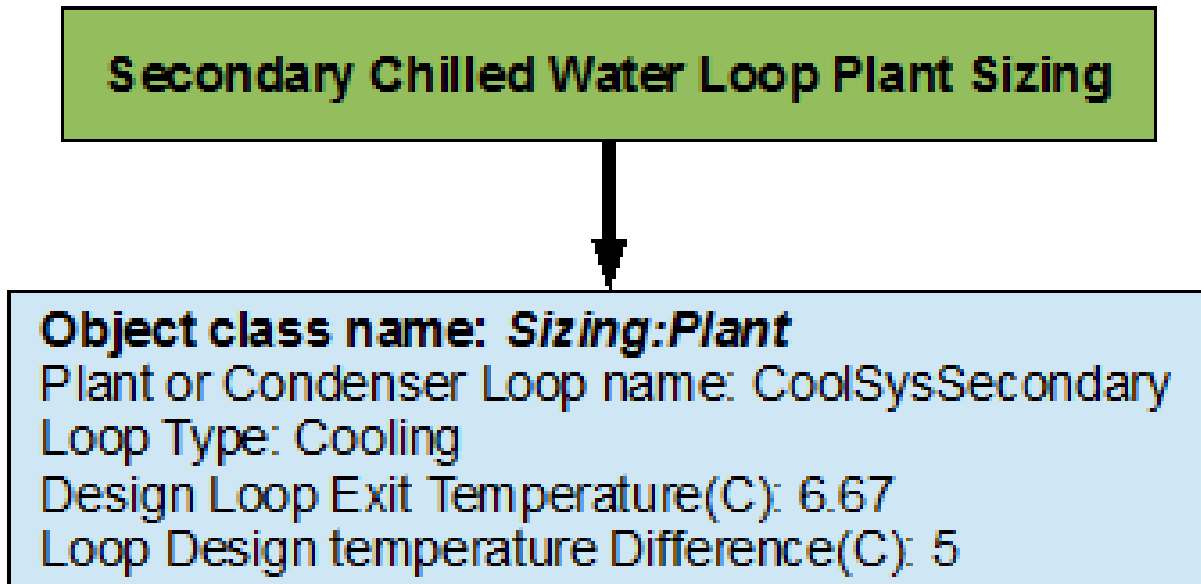 Secondary Chilled Water Loop Plant Sizing
Object class name: Sizing:Plant
Plant or Condenser Loop name: CoolSysSecondary
Loop Type: Cooling
Design Loop Exit Temperature(C): 6.67
Loop Design temperature Difference(C): 5